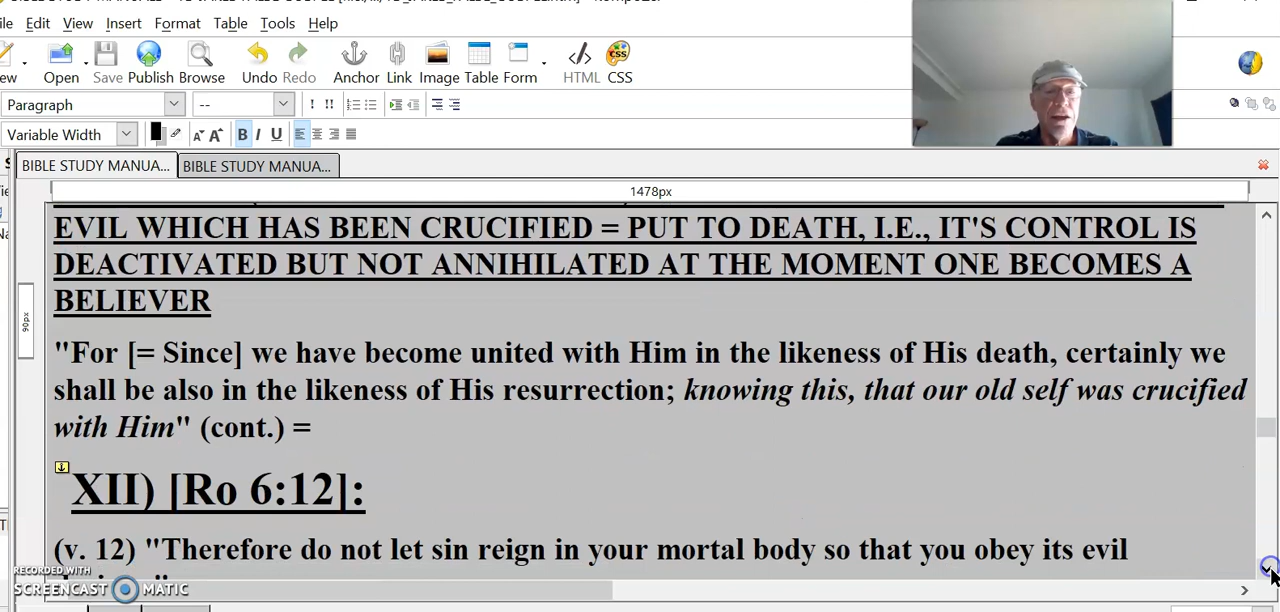 File Edit View Insert Format Table Tools Help
Open Save Publish Browse Undo Redo Anchor Link Image Table Form HTML CSS
Paragraph --
Variable Width B I U
BIBLE STUDY MANUA... BIBLE STUDY MANUA...
1478px
EVIL WHICH HAS BEEN CRUCIFIED = PUT TO DEATH, I.E., IT'S CONTROL IS
DEACTIVATED BUT NOT ANNIHILATED AT THE MOMENT ONE BECOMES A
BELIEVER
90px
"For [= Since] we have become united with Him in the likeness of His death, certainly we
shall be also in the likeness of His resurrection; knowing this, that our old self was crucified
with Him" (cont.) =
XII) [Ro 6:12]:
(v. 12) "Therefore do not let sin reign in your mortal body so that you obey its evil
RECORDED WITH
SCREENCAST MATIC